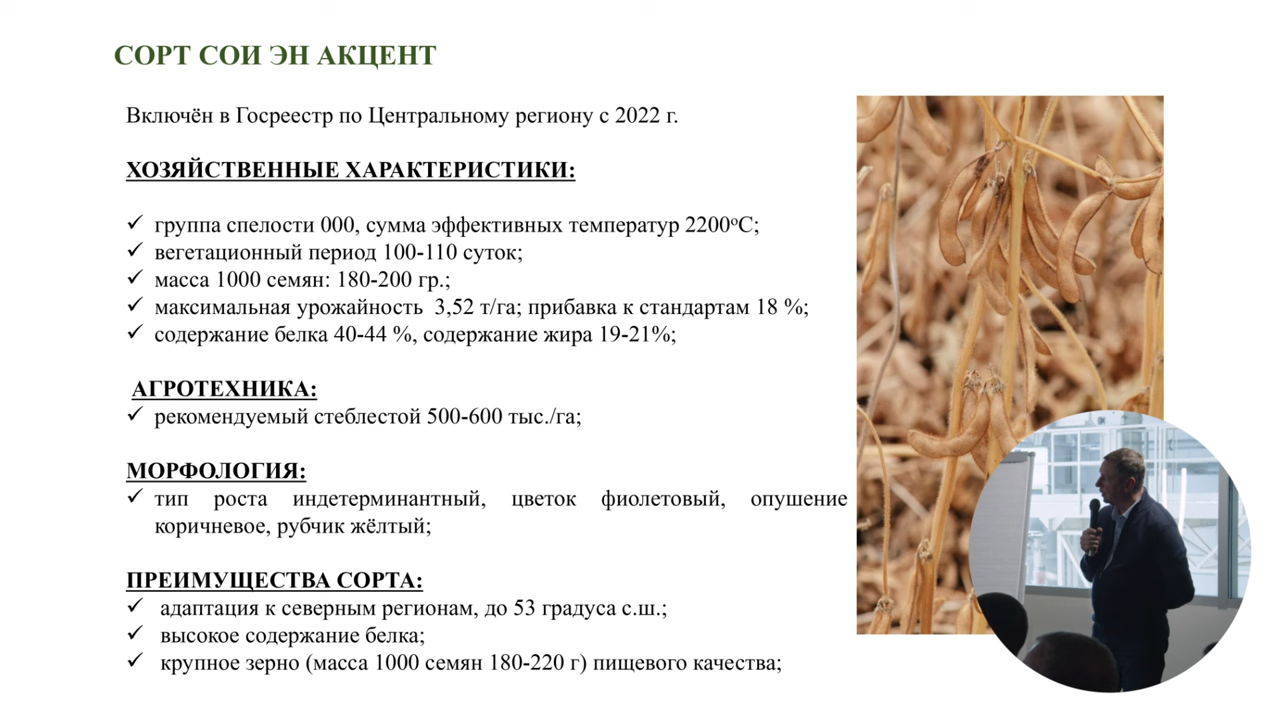 СОРТ СОИ ЭН АКЦЕНТ
Включён в Госреестр по Центральному региону с 2022 г.
ХОЗЯЙСТВЕННЫЕ ХАРАКТЕРИСТИКИ:
✓ группа спелости 000, сумма эффективных температур 2200ºС;
✓ вегетационный период 100-110 суток;
✓ масса 1000 семян: 180-200 гр.;
✓ максимальная урожайность 3,52 т/га; прибавка к стандартам 18 %;
✓ содержание белка 40-44 %, содержание жира 19-21%;
АГРОТЕХНИКА:
✓ рекомендуемый стеблестой 500-600 тыс./га;
МОРФОЛОГИЯ:
✓ тип роста индетерминантный, цветок фиолетовый, опушение
коричневое, рубчик жёлтый;
ПРЕИМУЩЕСТВА СОРТА:
✓ адаптация к северным регионам, до 53 градуса с.ш.;
✓ высокое содержание белка;
✓ крупное зерно (масса 1000 семян 180-220 г) пищевого качества;